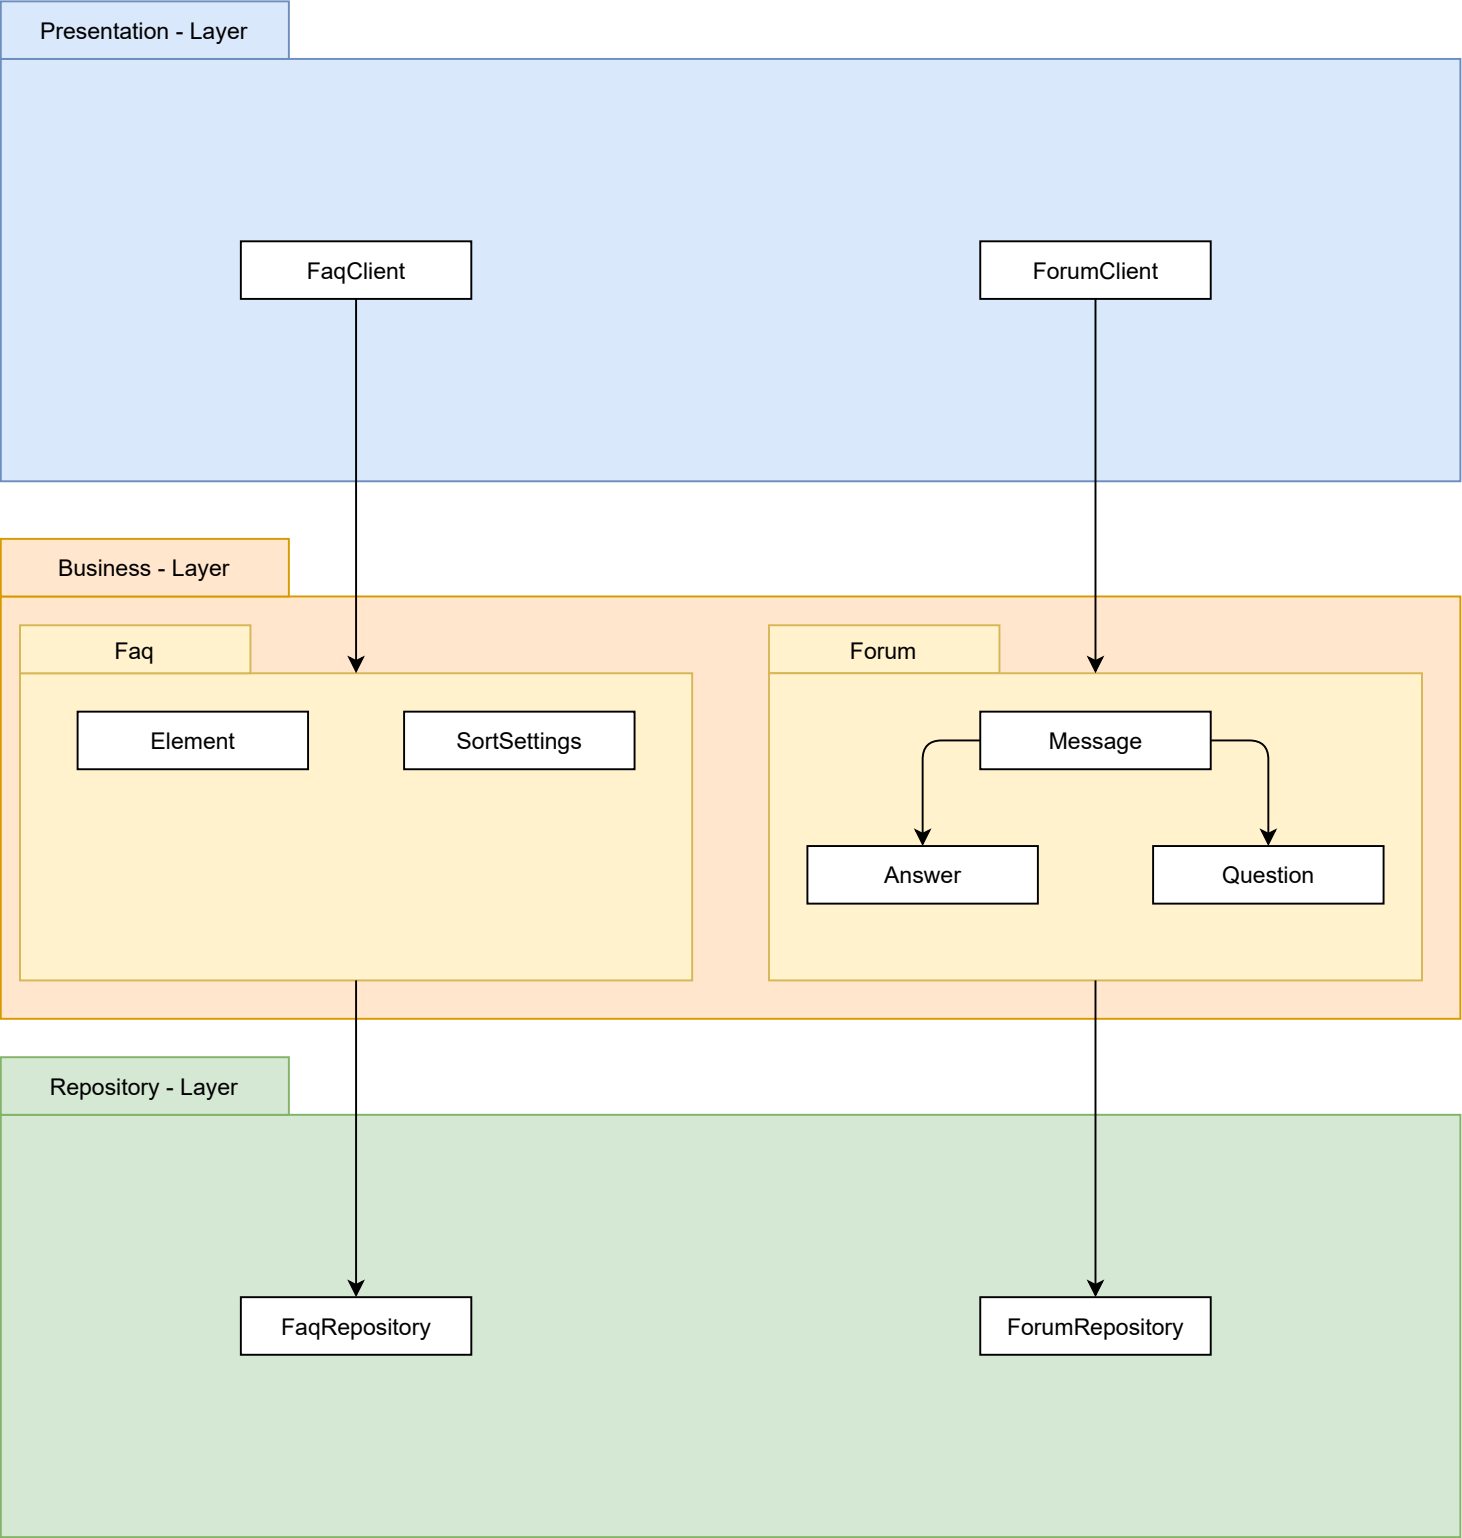 Presentation - Layer
FaqClient
ForumClient
Business - Layer
Faq
Forum
Element
SortSettings
Message
Answer
Question
Repository - Layer
FaqRepository
ForumRepository